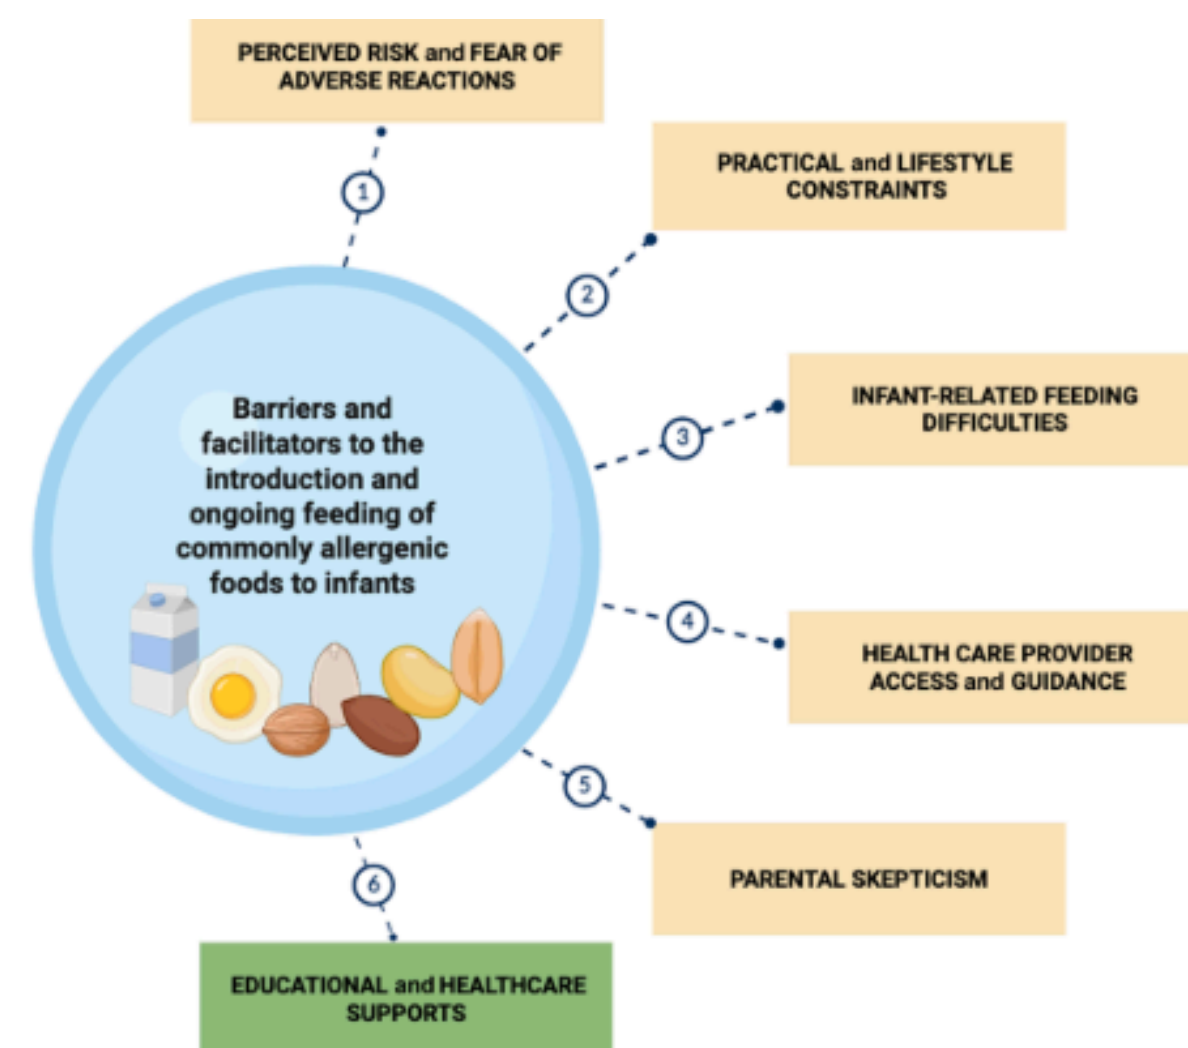 PERCEIVED RISK and FEAR OF
ADVERSE REACTIONS
1
PRACTICAL and LIFESTYLE
CONSTRAINTS
2
INFANT-RELATED FEEDING
DIFFICULTIES
3
Barriers and
facilitators to the
introduction and
ongoing feeding of
commonly allergenic
foods to infants
4
HEALTH CARE PROVIDER
ACCESS and GUIDANCE
5
PARENTAL SKEPTICISM
6
EDUCATIONAL and HEALTHCARE
SUPPORTS